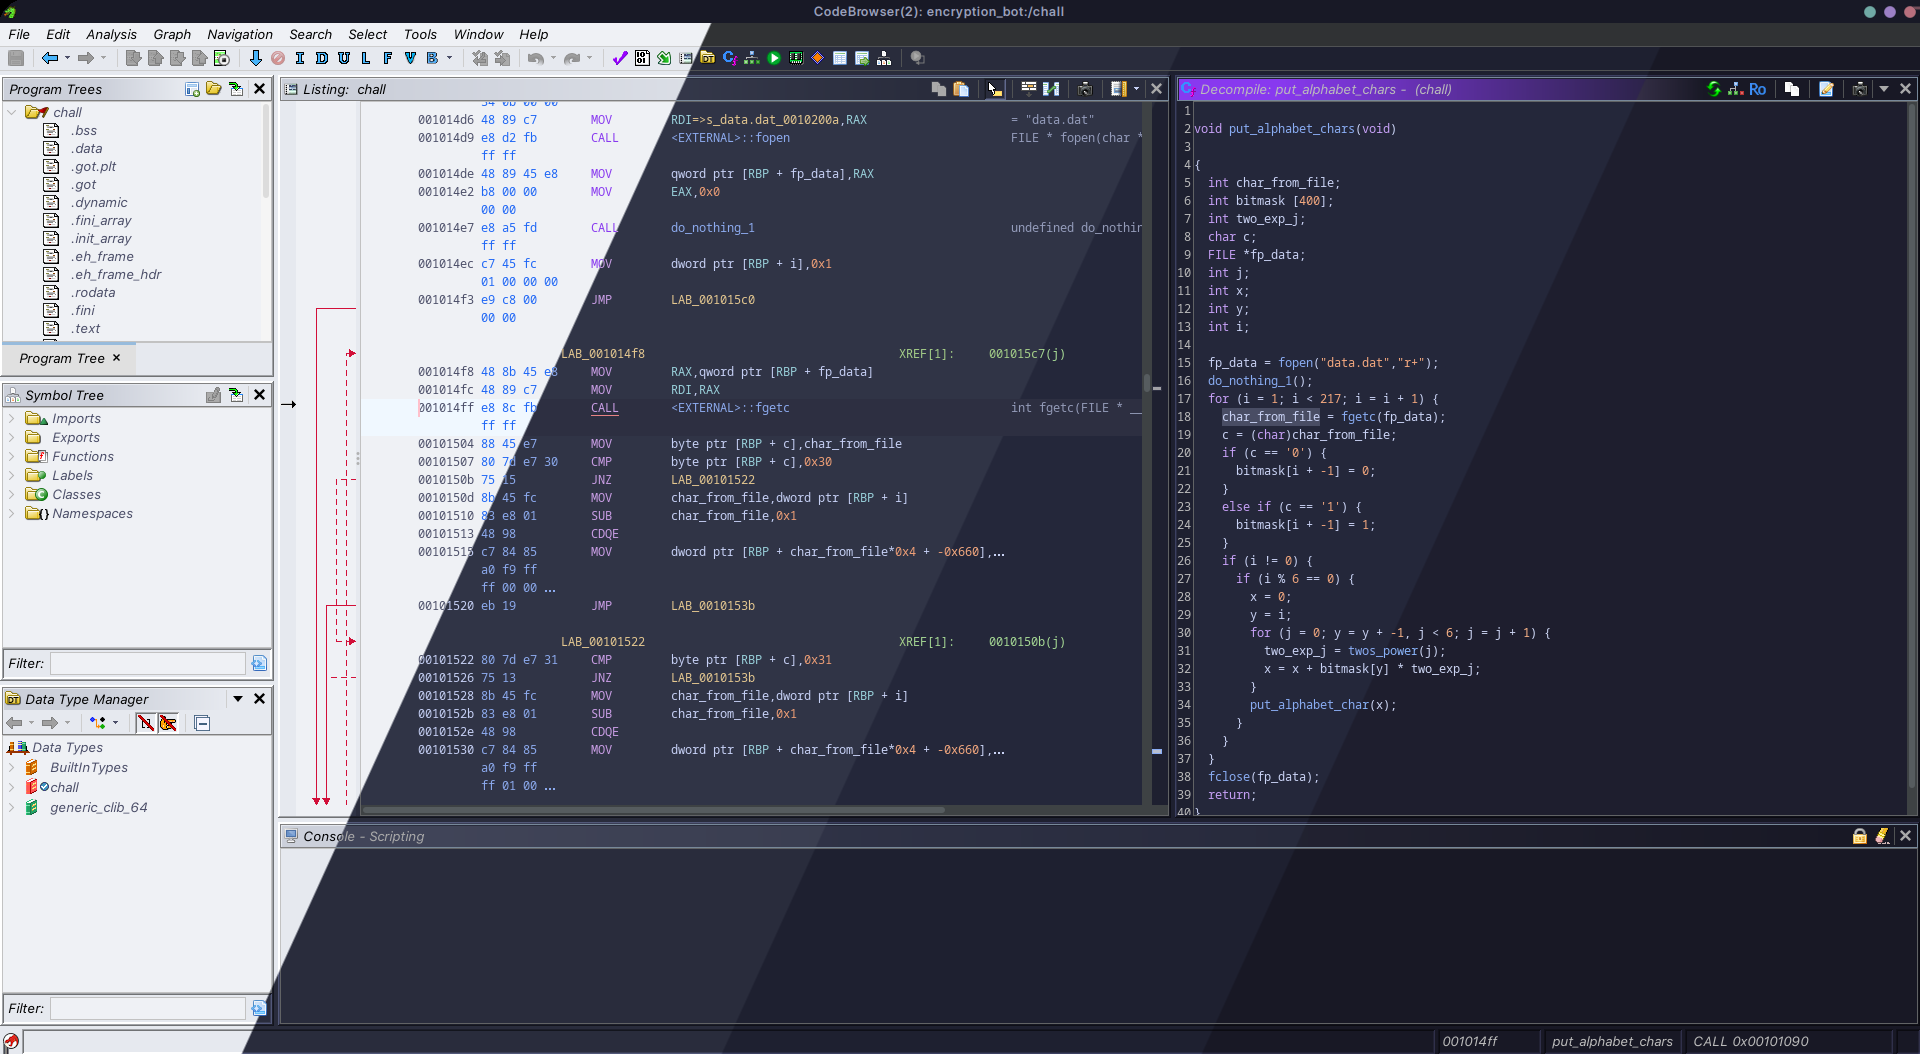 CodeBrowser(2): encryption_bot:/chall
File Edit Analysis Graph Navigation Search Select Tools Window Help
I D U L F V B
Program Trees
chall
.bss
.data
.got.plt
.got
.dynamic
.fini_array
.init_array
.eh_frame
.eh_frame_hdr
.rodata
.fini
.text
Program Tree ×
Symbol Tree
Imports
Exports
Functions
Labels
Classes
Namespaces
Filter:
Data Type Manager
Data Types
BuiltInTypes
chall
generic_clib_64
Filter:
Listing: chall
54 0b 00 00
001014d6 48 89 c7 MOV RDI=>s_data.dat_0010200a,RAX = "data.dat"
001014d9 e8 d2 fb CALL <EXTERNAL>::fopen FILE * fopen(char *
ff ff
001014de 48 89 45 e8 MOV qword ptr [RBP + fp_data],RAX
001014e2 b8 00 00 MOV EAX,0x0
00 00
001014e7 e8 a5 fd CALL do_nothing_1 undefined do_nothin
ff ff
001014ec c7 45 fc MOV dword ptr [RBP + i],0x1
01 00 00 00
001014f3 e9 c8 00 JMP LAB_001015c0
00 00
LAB_001014f8 XREF[1]: 001015c7(j)
001014f8 48 8b 45 e8 MOV RAX,qword ptr [RBP + fp_data]
001014fc 48 89 c7 MOV RDI,RAX
001014ff e8 8c fb CALL <EXTERNAL>::fgetc int fgetc(FILE * __
ff ff
00101504 88 45 e7 MOV byte ptr [RBP + c],char_from_file
00101507 80 7d e7 30 CMP byte ptr [RBP + c],0x30
0010150b 75 15 JNZ LAB_00101522
0010150d 8b 45 fc MOV char_from_file,dword ptr [RBP + i]
00101510 83 e8 01 SUB char_from_file,0x1
00101513 48 98 CDQE
00101515 c7 84 85 MOV dword ptr [RBP + char_from_file*0x4 + -0x660],...
a0 f9 ff
ff 00 00 ...
00101520 eb 19 JMP LAB_0010153b
LAB_00101522 XREF[1]: 0010150b(j)
00101522 80 7d e7 31 CMP byte ptr [RBP + c],0x31
00101526 75 13 JNZ LAB_0010153b
00101528 8b 45 fc MOV char_from_file,dword ptr [RBP + i]
0010152b 83 e8 01 SUB char_from_file,0x1
0010152e 48 98 CDQE
00101530 c7 84 85 MOV dword ptr [RBP + char_from_file*0x4 + -0x660],...
a0 f9 ff
ff 01 00 ...
Decompile: put_alphabet_chars - (chall)
Ro
1
2 void put_alphabet_chars(void)
3
4 {
5 int char_from_file;
6 int bitmask [400];
7 int two_exp_j;
8 char c;
9 FILE *fp_data;
10 int j;
11 int x;
12 int y;
13 int i;
14
15 fp_data = fopen("data.dat","r+");
16 do_nothing_1();
17 for (i = 1; i < 217; i = i + 1) {
18 char_from_file = fgetc(fp_data);
19 c = (char)char_from_file;
20 if (c == '0') {
21 bitmask[i + -1] = 0;
22 }
23 else if (c == '1') {
24 bitmask[i + -1] = 1;
25 }
26 if (i != 0) {
27 if (i % 6 == 0) {
28 x = 0;
29 y = i;
30 for (j = 0; y = y + -1, j < 6; j = j + 1) {
31 two_exp_j = twos_power(j);
32 x = x + bitmask[y] * two_exp_j;
33 }
34 put_alphabet_char(x);
35 }
36 }
37 }
38 fclose(fp_data);
39 return;
40 }
Console - Scripting
001014ff put_alphabet_chars CALL 0x00101090